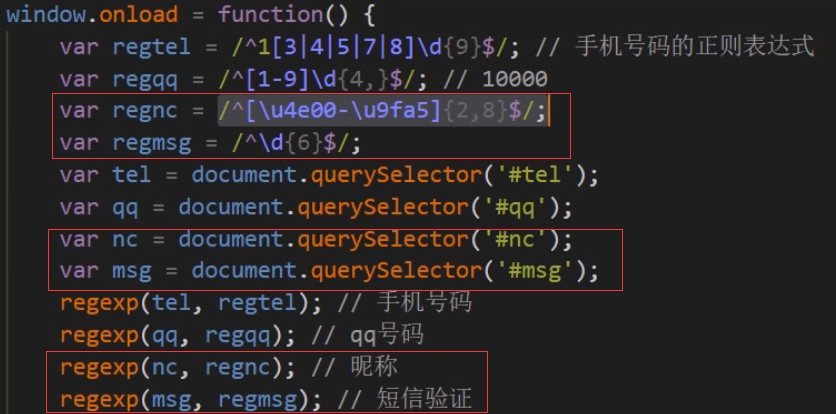 window.onload = function() {
    var regtel = /^1[3|4|5|7|8]\d{9}$/; // 手机号码的正则表达式
    var regqq = /^[1-9]\d{4,}$/; // 10000
    var regnc = /^[\u4e00-\u9fa5]{2,8}$/;
    var regmsg = /^\d{6}$/;
    var tel = document.querySelector('#tel');
    var qq = document.querySelector('#qq');
    var nc = document.querySelector('#nc');
    var msg = document.querySelector('#msg');
    regexp(tel, regtel); // 手机号码
    regexp(qq, regqq); // qq号码
    regexp(nc, regnc); // 昵称
    regexp(msg, regmsg); // 短信验证